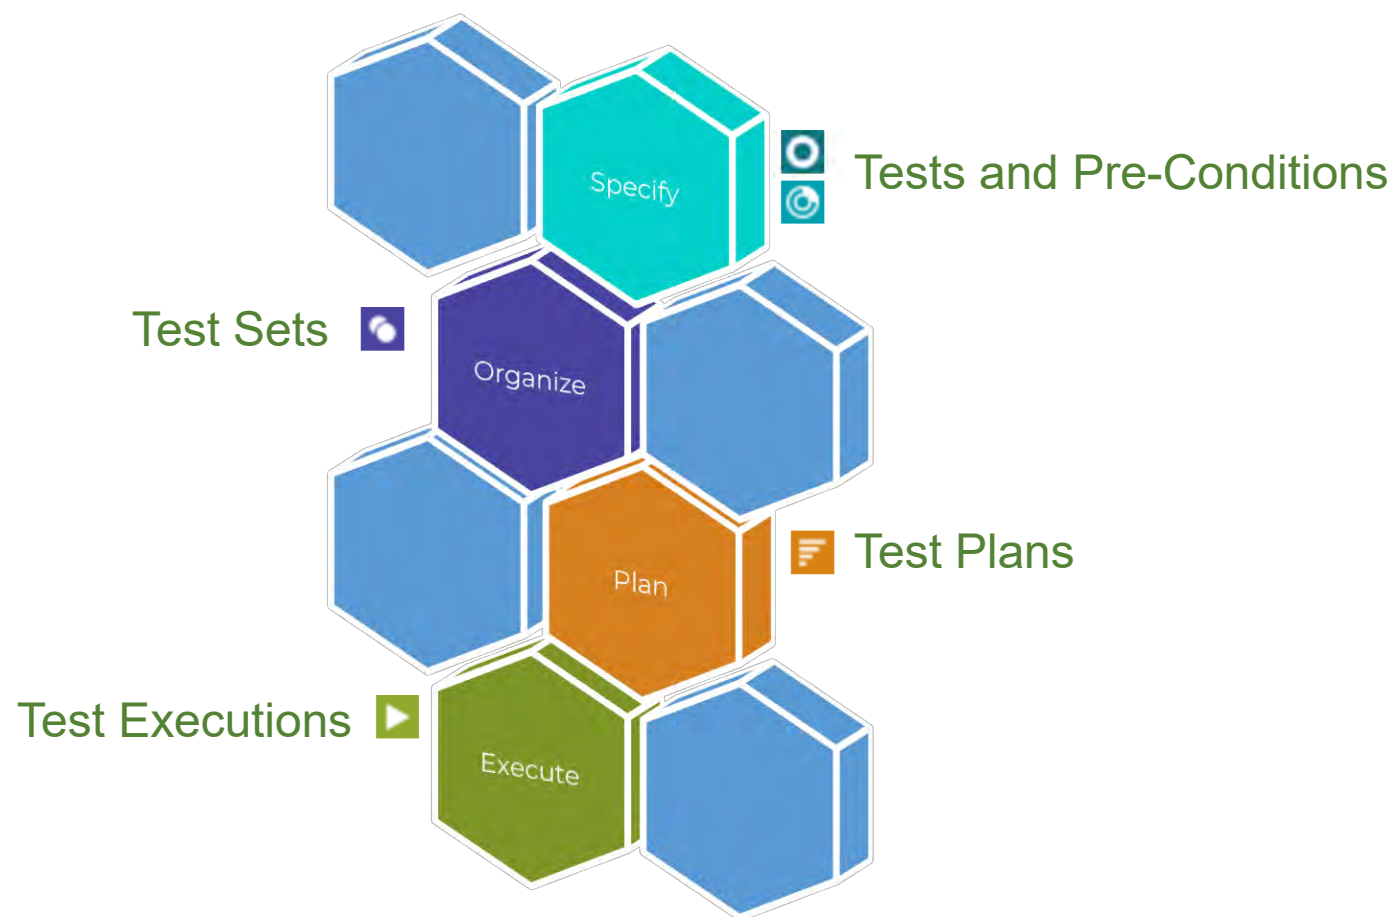 Specify
Tests and Pre-Conditions
Test Sets
Organize
Test Plans
Plan
Test Executions
Execute